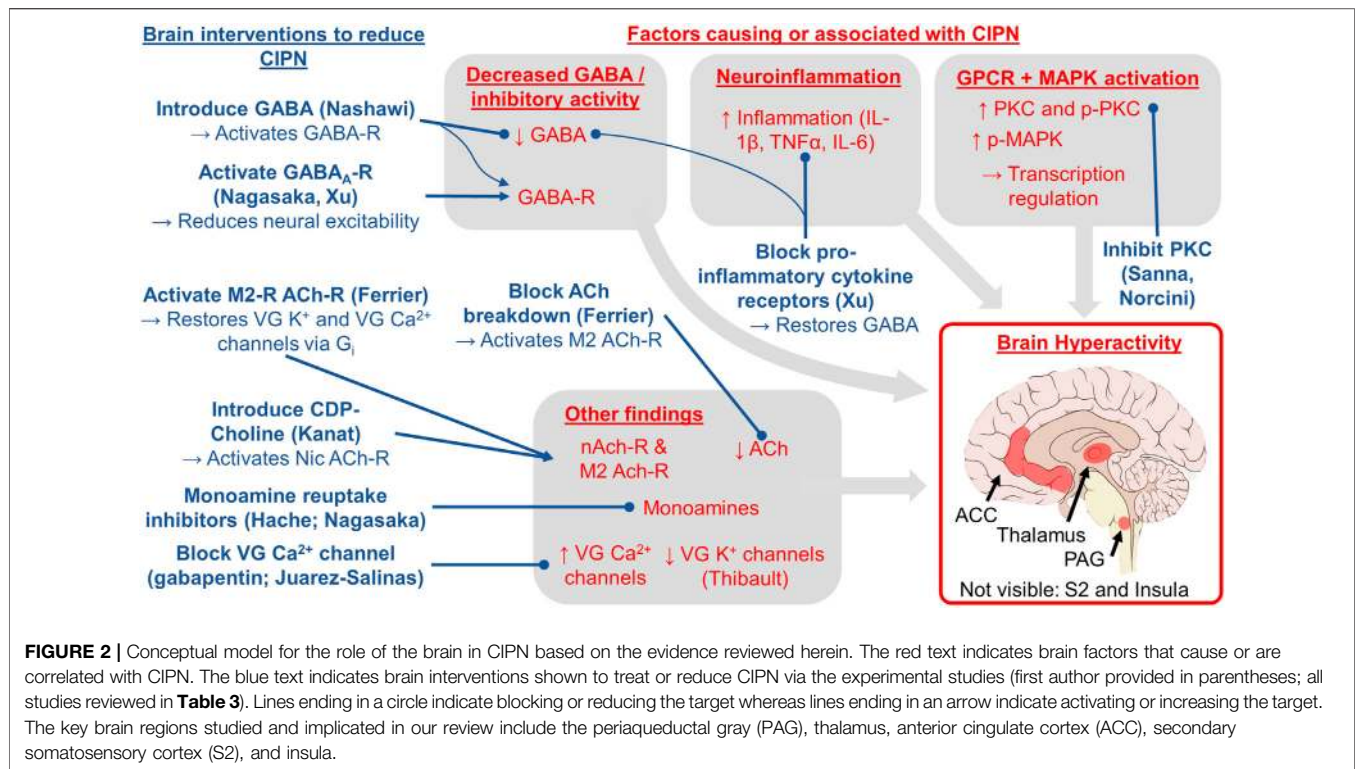 Brain interventions to reduce
CIPN
Factors causing or associated with CIPN
Introduce GABA (Nashawi)
→ Activates GABA-R
Activate GABA_A-R
(Nagasaka, Xu)
→ Reduces neural excitability
Decreased GABA /
inhibitory activity
↓ GABA
GABA-R
Neuroinflammation
↑ Inflammation (IL-
1β, TNFα, IL-6)
GPCR + MAPK activation
↑ PKC and p-PKC
↑ p-MAPK
→ Transcription
regulation
Block pro-
inflammatory cytokine
receptors (Xu)
→ Restores GABA
Inhibit PKC
(Sanna,
Norcini)
Activate M2-R ACh-R (Ferrier)
→ Restores VG K⁺ and VG Ca²⁺
channels via G_i
Block ACh
breakdown (Ferrier)
→ Activates M2 ACh-R
Introduce CDP-
Choline (Kanat)
→ Activates Nic ACh-R
Monoamine reuptake
inhibitors (Hache; Nagasaka)
Block VG Ca²⁺ channel
(gabapentin; Juarez-Salinas)
Other findings
nAch-R &
M2 Ach-R
↓ ACh
Monoamines
↑ VG Ca²⁺
channels
↓ VG K⁺ channels
(Thibault)
Brain Hyperactivity
ACC
Thalamus
PAG
Not visible: S2 and Insula
FIGURE 2 | Conceptual model for the role of the brain in CIPN based on the evidence reviewed herein. The red text indicates brain factors that cause or are
correlated with CIPN. The blue text indicates brain interventions shown to treat or reduce CIPN via the experimental studies (first author provided in parentheses; all
studies reviewed in Table 3). Lines ending in a circle indicate blocking or reducing the target whereas lines ending in an arrow indicate activating or increasing the target.
The key brain regions studied and implicated in our review include the periaqueductal gray (PAG), thalamus, anterior cingulate cortex (ACC), secondary
somatosensory cortex (S2), and insula.